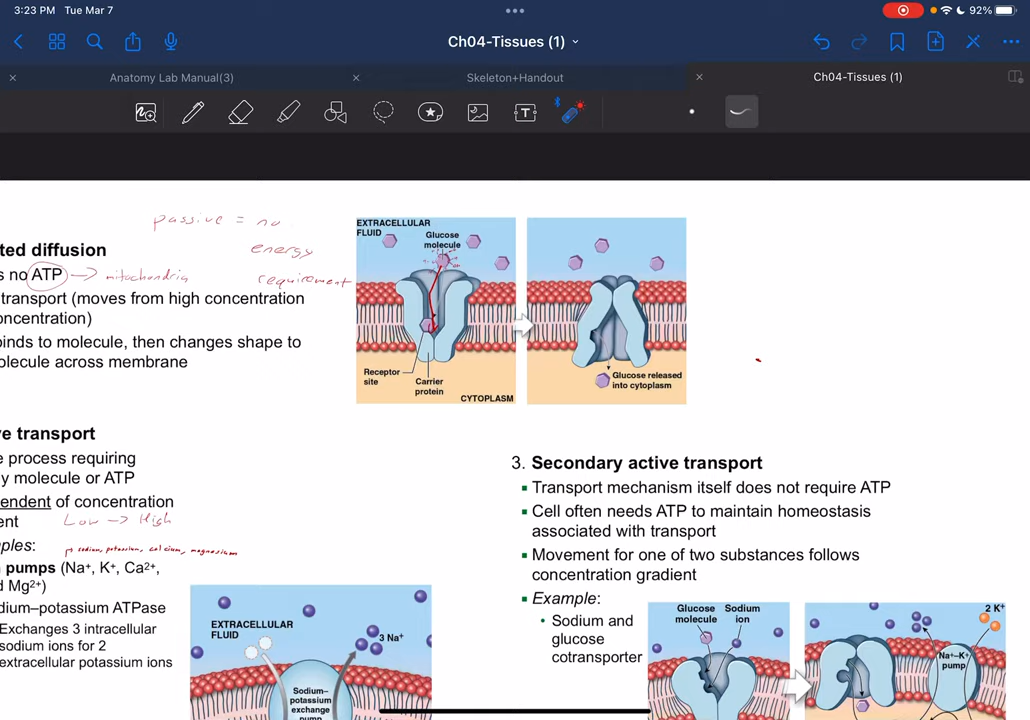 3:23 PM Tue Mar 7
92%
Ch04-Tissues (1)
Anatomy Lab Manual(3)
Skeleton+Handout
Ch04-Tissues (1)
passive = no
energy
requirement
ted diffusion
s no ATP → mitochondria
transport (moves from high concentration
oncentration)
inds to molecule, then changes shape to
olecule across membrane
EXTRACELLULAR
FLUID
Glucose
molecule
Receptor
site
Carrier
protein
CYTOPLASM
Glucose released
into cytoplasm
ve transport
e process requiring
y molecule or ATP
endent of concentration
ent
Low → High
ples:
sodium, potassium, calcium, magnesium
pumps (Na+, K+, Ca2+,
d Mg2+)
dium–potassium ATPase
Exchanges 3 intracellular
sodium ions for 2
extracellular potassium ions
EXTRACELLULAR
FLUID
3 Na+
Sodium–
potassium
exchange
pump
3. Secondary active transport
▪ Transport mechanism itself does not require ATP
▪ Cell often needs ATP to maintain homeostasis
associated with transport
▪ Movement for one of two substances follows
concentration gradient
▪ Example:
• Sodium and
glucose
cotransporter
Glucose
molecule
Sodium
ion
2 K+
Na+–K+
pump